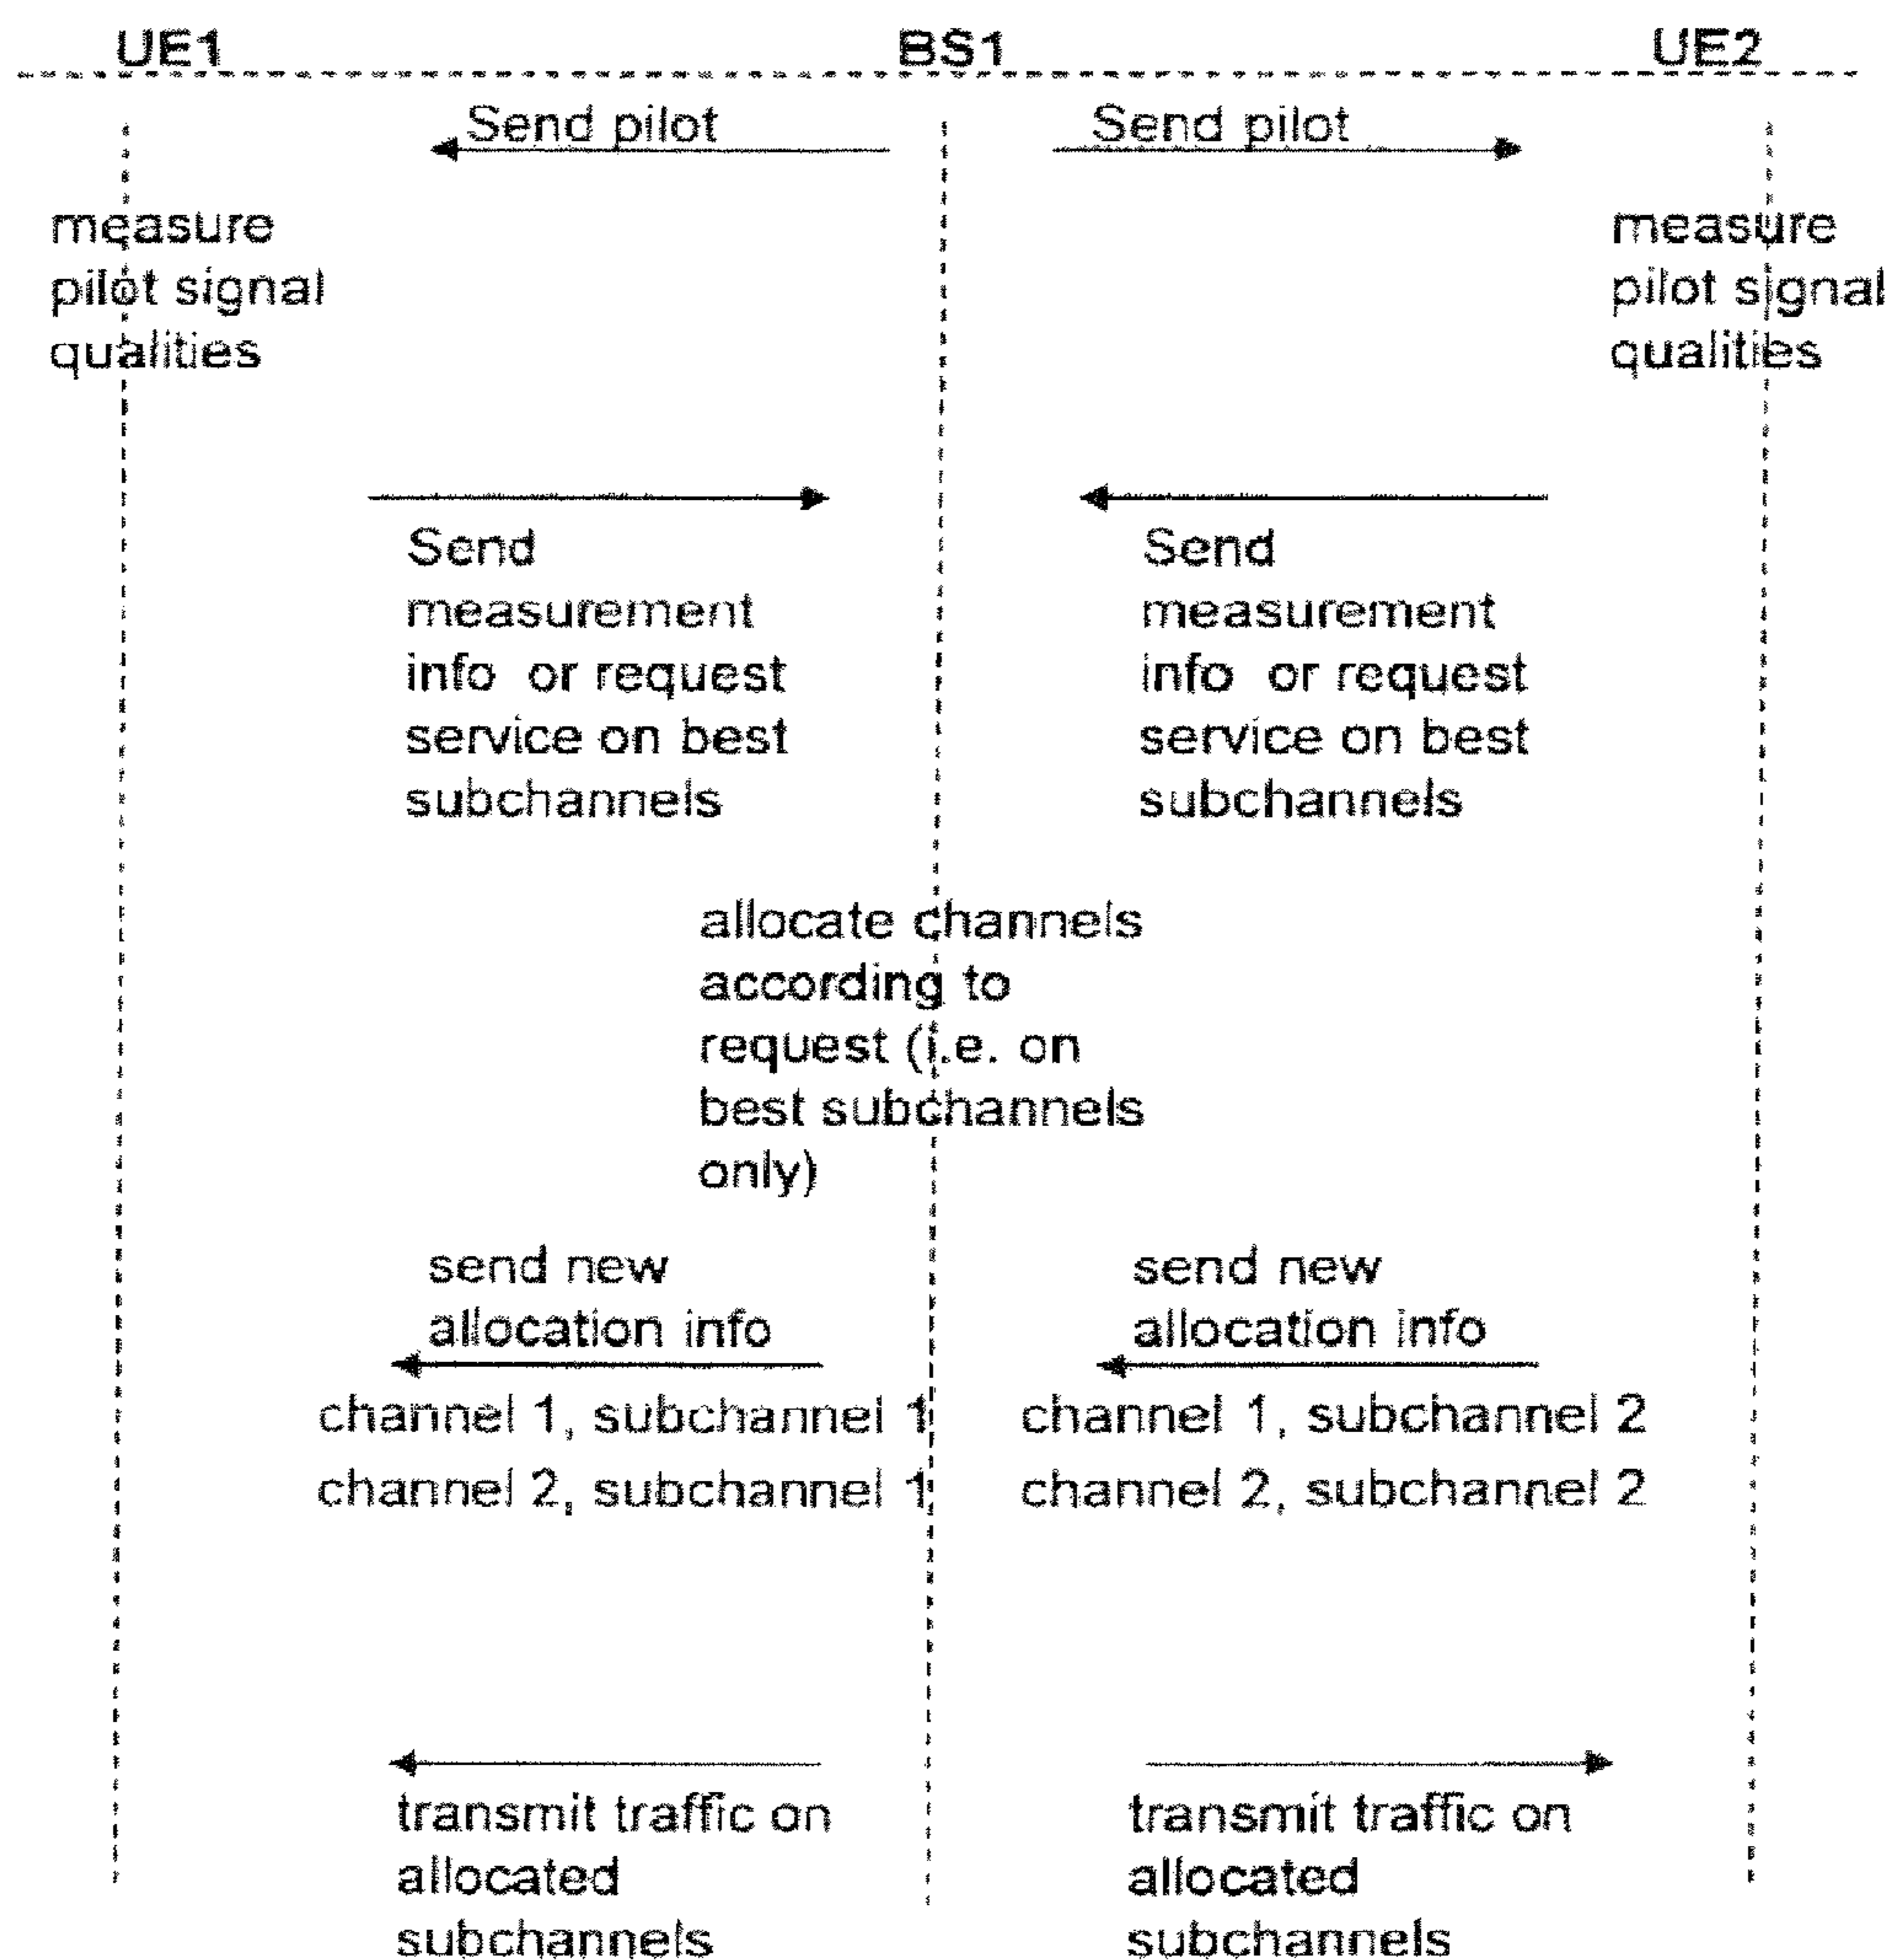 UE1 BS1 UE2
Send pilot Send pilot
measure
pilot signal
qualities
measure
pilot signal
qualities
Send
measurement
info or request
service on best
subchannels
Send
measurement
info or request
service on best
subchannels
allocate channels
according to
request (i.e. on
best subchannels
only)
send new
allocation info
channel 1, subchannel 1
channel 2, subchannel 1
send new
allocation info
channel 1, subchannel 2
channel 2, subchannel 2
transmit traffic on
allocated
subchannels
transmit traffic on
allocated
subchannels